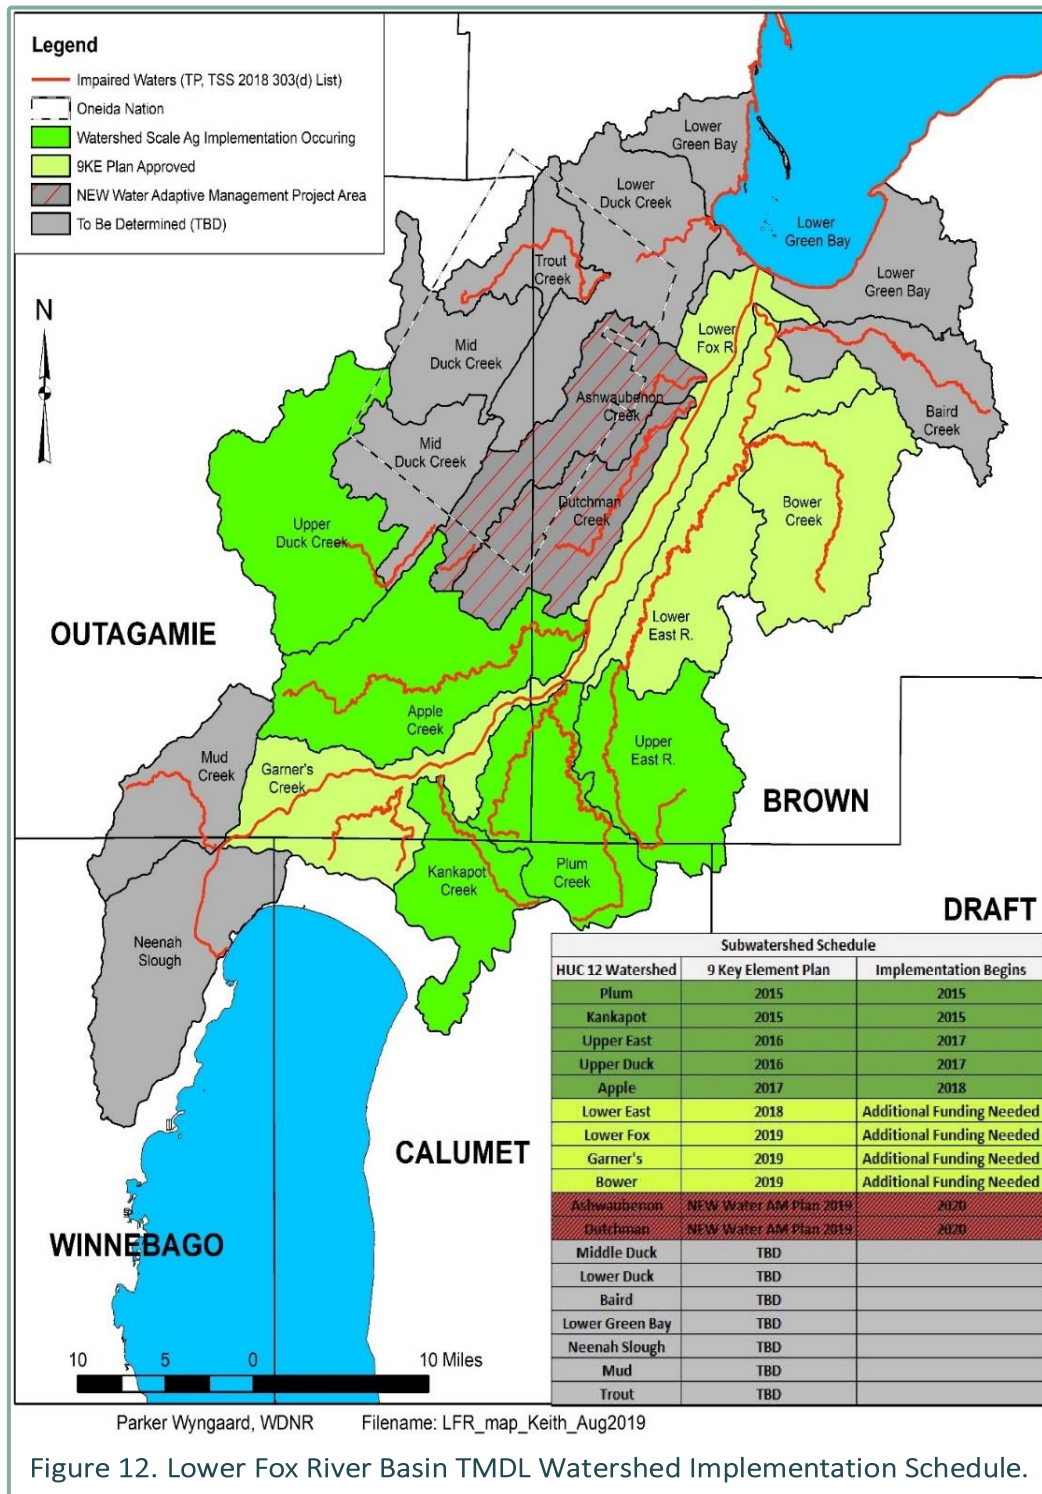 Legend
Impaired Waters (TP, TSS 2018 303(d) List)
Oneida Nation
Watershed Scale Ag Implementation Occuring
9KE Plan Approved
NEW Water Adaptive Management Project Area
To Be Determined (TBD)
N
Lower
Green Bay
Lower
Duck Creek
Lower
Green Bay
Trout
Creek
Lower
Green Bay
Mid
Duck Creek
Lower
Fox R
Ashwaubenon
Creek
Baird
Creek
Mid
Duck Creek
Dutchman
Creek
Bower
Creek
Upper
Duck Creek
OUTAGAMIE
Lower
East R.
Apple
Creek
Upper
East R.
Mud
Creek
Garner's
Creek
BROWN
Kankapot
Creek
Plum
Creek
Neenah
Slough
DRAFT
CALUMET
WINNEBAGO
Subwatershed Schedule
HUC 12 Watershed 9 Key Element Plan Implementation Begins
Plum 2015 2015
Kankapot 2015 2015
Upper East 2016 2017
Upper Duck 2016 2017
Apple 2017 2018
Lower East 2018 Additional Funding Needed
Lower Fox 2019 Additional Funding Needed
Garner's 2019 Additional Funding Needed
Bower 2019 Additional Funding Needed
Ashwaubenon NEW Water AM Plan 2019 2020
Dutchman NEW Water AM Plan 2019 2020
Middle Duck TBD
Lower Duck TBD
Baird TBD
Lower Green Bay TBD
Neenah Slough TBD
Mud TBD
Trout TBD
10 5 0 10 Miles
Parker Wyngaard, WDNR Filename: LFR_map_Keith_Aug2019
Figure 12. Lower Fox River Basin TMDL Watershed Implementation Schedule.